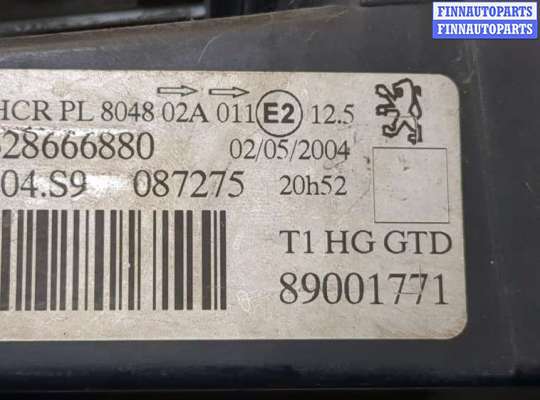 FINNAUTOPARTS
FINNAUTOPARTS
HCR PL 8048 02A 011 E2 12.5
28666880 02/05/2004
04.S9 087275 20h52
T1 HG GTD
89001771